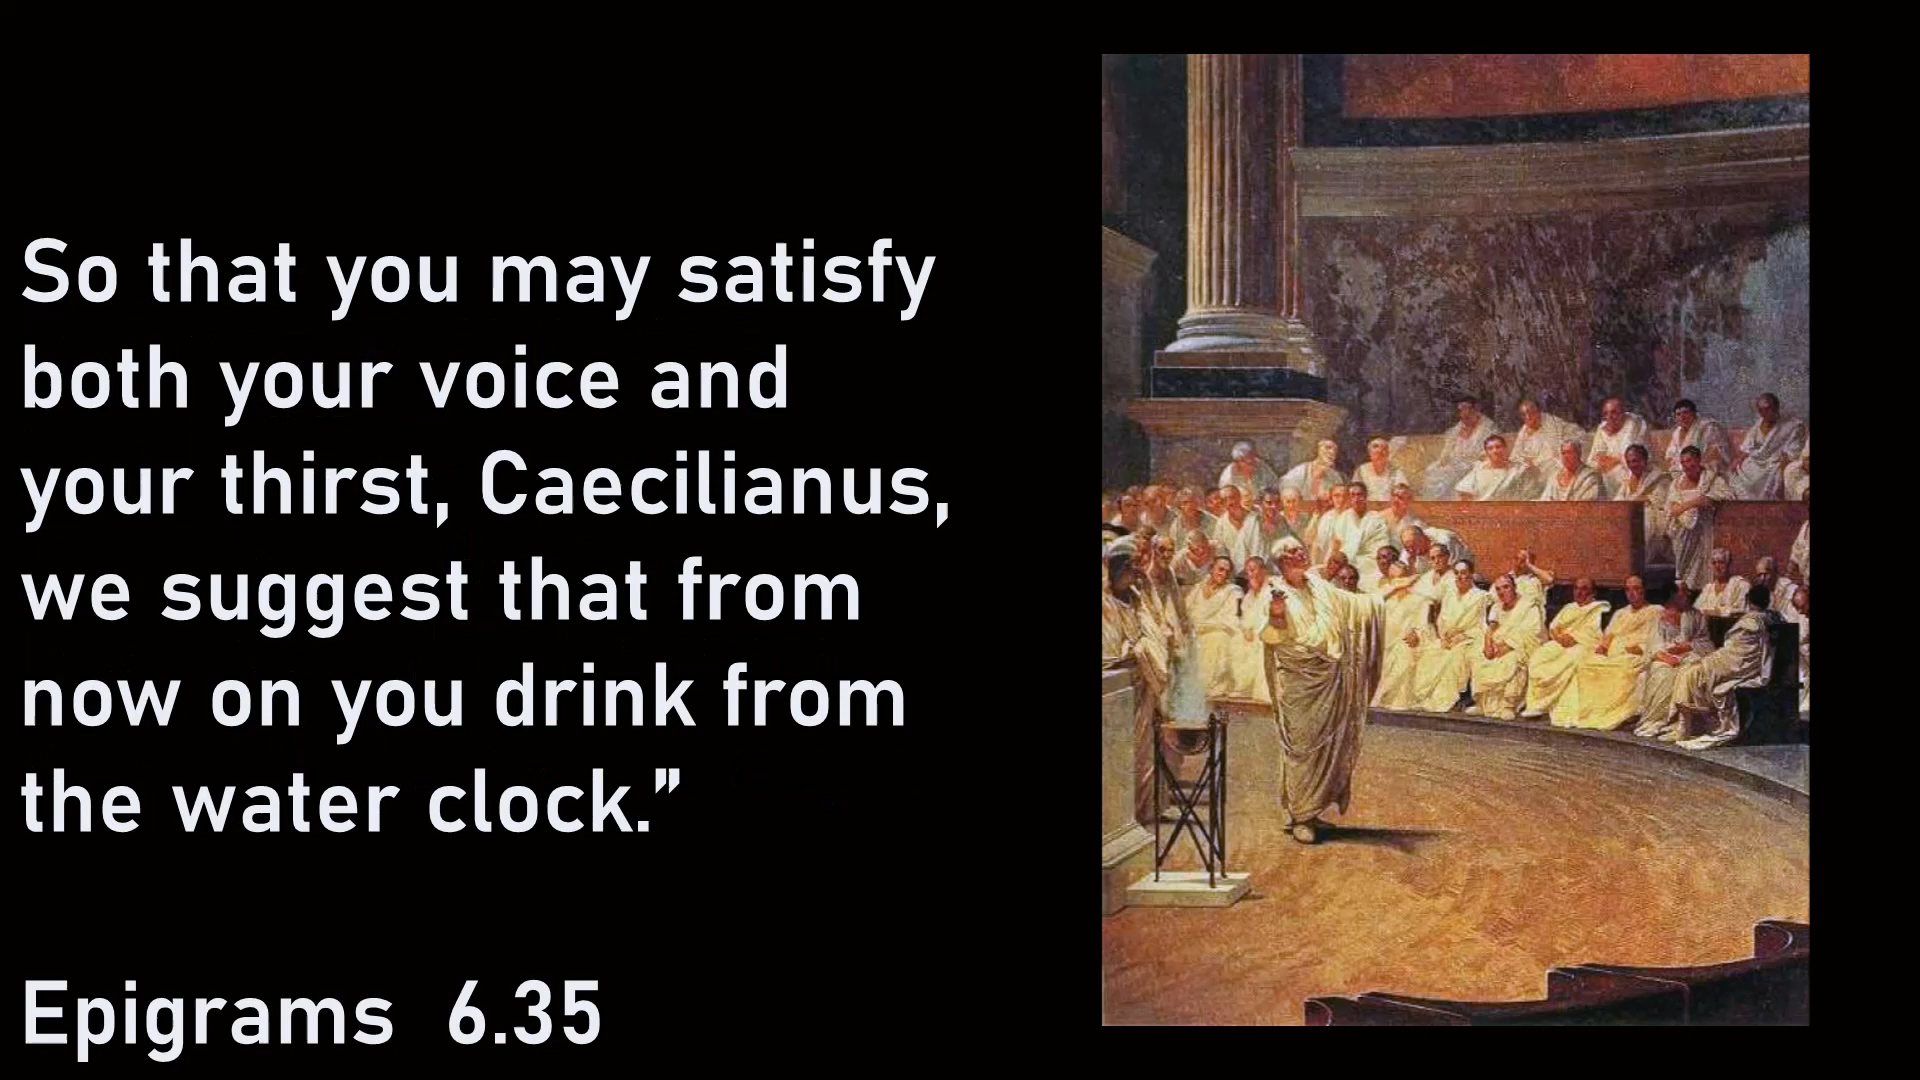 So that you may satisfy
both your voice and
your thirst, Caecilianus,
we suggest that from
now on you drink from
the water clock.”
Epigrams 6.35